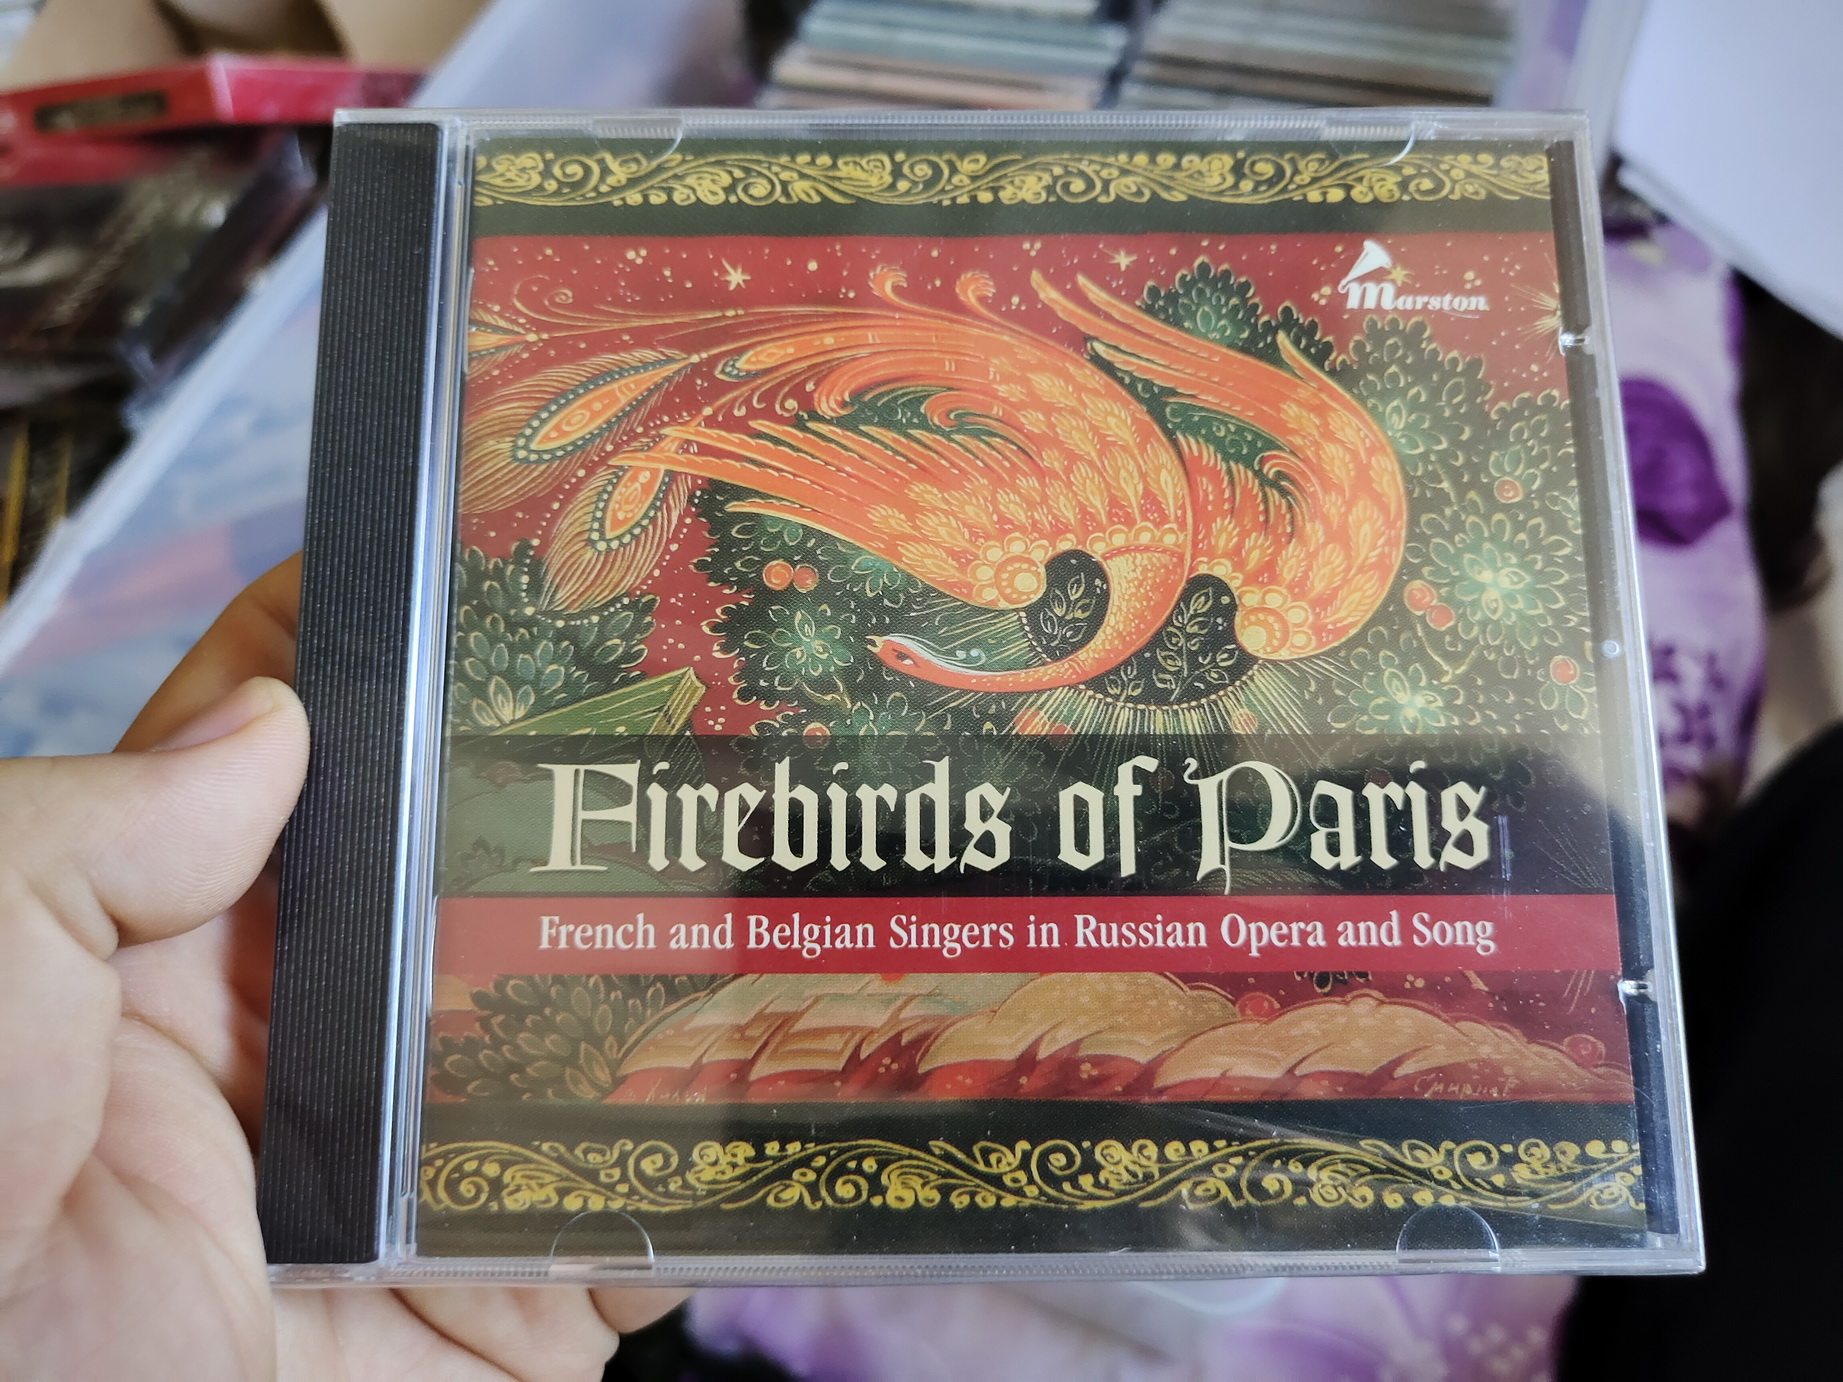 Marston
Firebirds of Paris
French and Belgian Singers in Russian Opera and Song